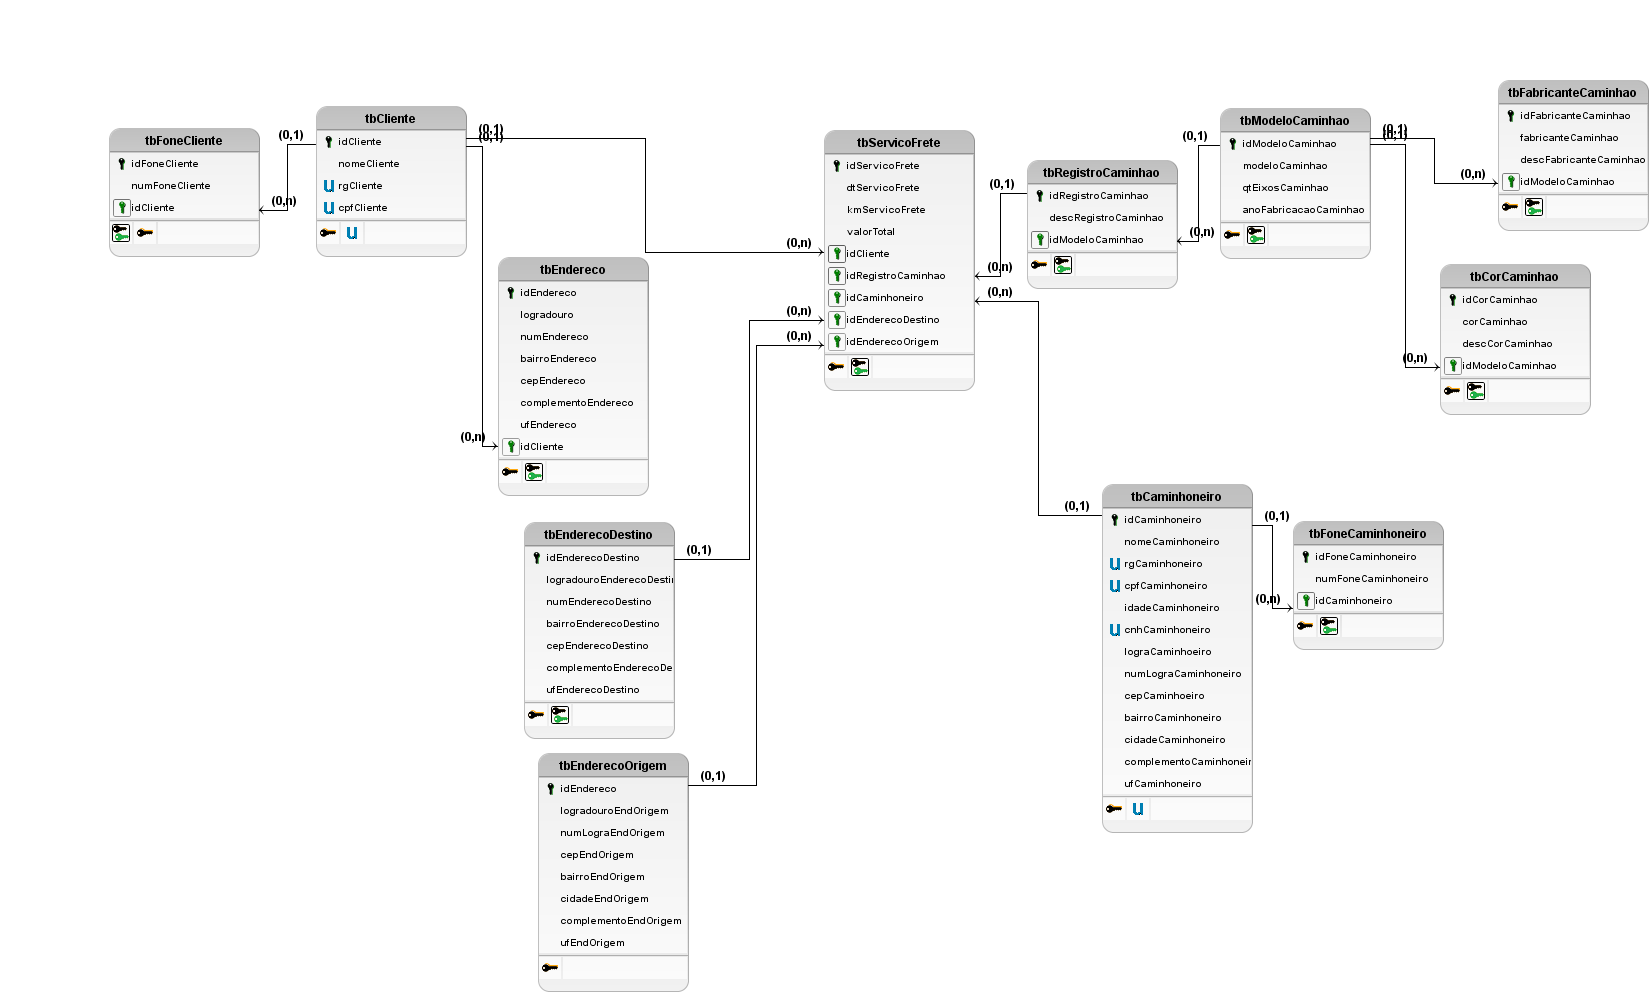 tbFoneCliente
idFoneCliente
numFoneCliente
idCliente
(0,1)
(0,n)
tbCliente
idCliente
nomeCliente
U rgCliente
U cpfCliente
U
(0,1)
(0,1)
tbEndereco
idEndereco
logradouro
numEndereco
bairroEndereco
cepEndereco
complementoEndereco
ufEndereco
idCliente
(0,n)
tbEnderecoDestino
idEnderecoDestino
logradouroEnderecoDestin
numEnderecoDestino
bairroEnderecoDestino
cepEnderecoDestino
complementoEnderecoDe
ufEnderecoDestino
(0,1)
tbEnderecoOrigem
idEndereco
logradouroEndOrigem
numLograEndOrigem
cepEndOrigem
bairroEndOrigem
cidadeEndOrigem
complementoEndOrigem
ufEndOrigem
(0,1)
tbServicoFrete
idServicoFrete
dtServicoFrete
kmServicoFrete
valorTotal
idCliente
idRegistroCaminhao
idCaminhoneiro
idEnderecoDestino
idEnderecoOrigem
(0,n)
(0,n)
(0,n)
(0,n)
(0,n)
(0,1)
tbRegistroCaminhao
idRegistroCaminhao
descRegistroCaminhao
idModeloCaminhao
(0,1)
(0,n)
tbModeloCaminhao
idModeloCaminhao
modeloCaminhao
qtEixosCaminhao
anoFabricacaoCaminhao
(0,1)
(0,1)
(0,n)
(0,n)
tbFabricanteCaminhao
idFabricanteCaminhao
fabricanteCaminhao
descFabricanteCaminhao
idModeloCaminhao
tbCorCaminhao
idCorCaminhao
corCaminhao
descCorCaminhao
idModeloCaminhao
(0,1)
tbCaminhoneiro
idCaminhoneiro
nomeCaminhoneiro
U rgCaminhoneiro
U cpfCaminhoneiro
idadeCaminhoneiro
U cnhCaminhoneiro
lograCaminhoeiro
numLograCaminhoneiro
cepCaminhoeiro
bairroCaminhoneiro
cidadeCaminhoneiro
complementoCaminhoneir
ufCaminhoneiro
U
(0,1)
(0,n)
tbFoneCaminhoneiro
idFoneCaminhoneiro
numFoneCaminhoneiro
idCaminhoneiro